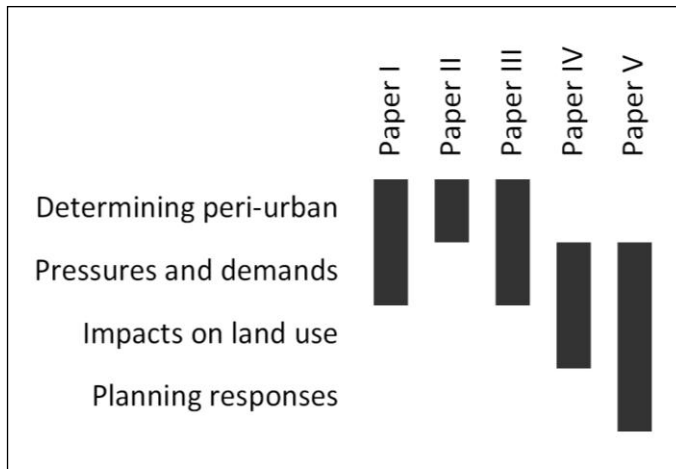 Paper I
Paper II
Paper III
Paper IV
Paper V
Determining peri-urban
Pressures and demands
Impacts on land use
Planning responses